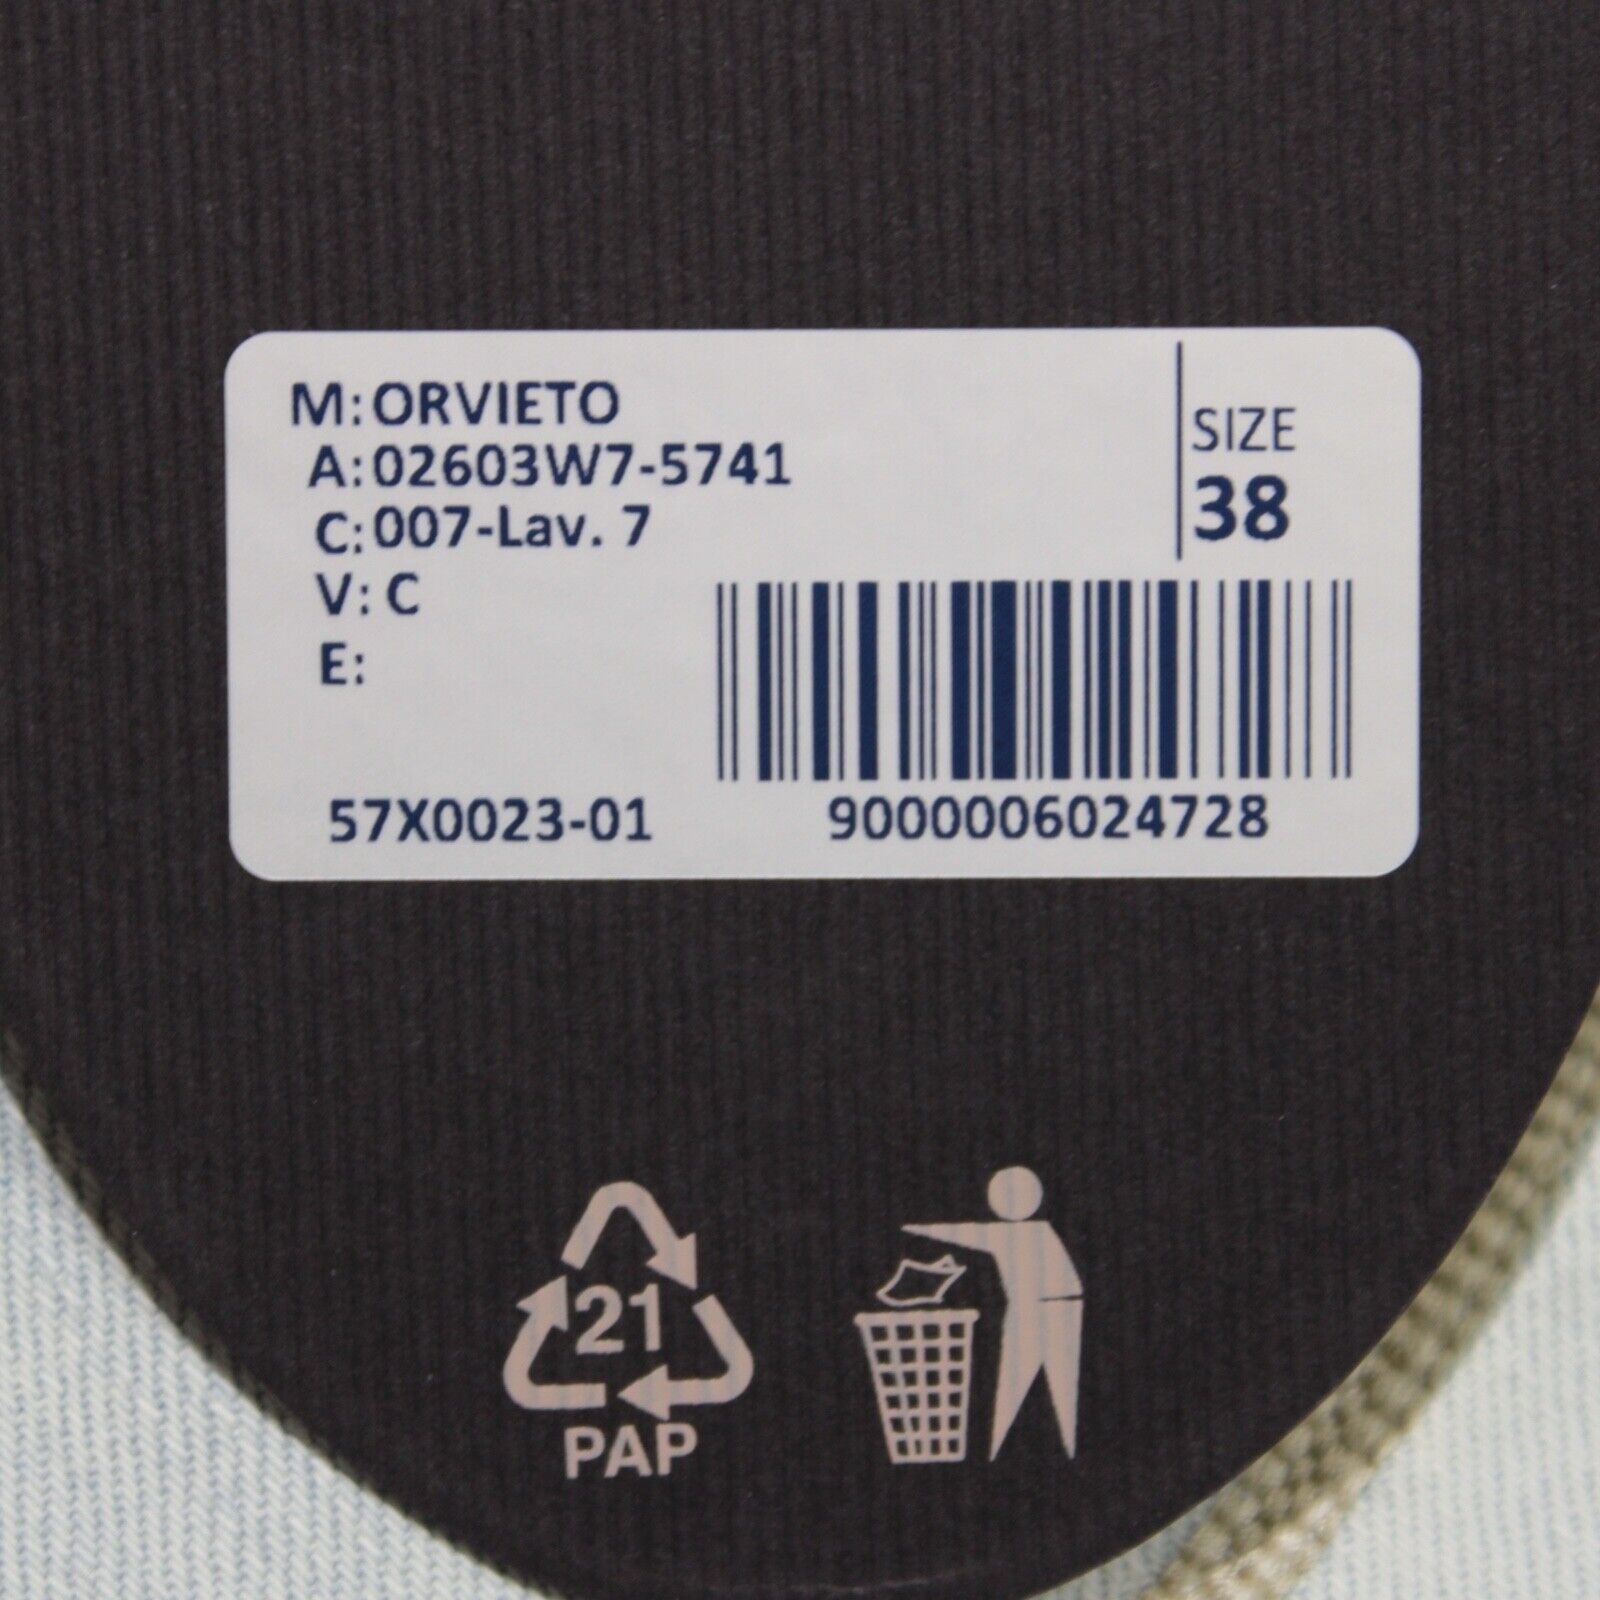 M: ORVIETO
A: 02603W7-5741
C: 007-Lav. 7
V: C
E:
SIZE
38
57X0023-01
9000006024728
21
PAP